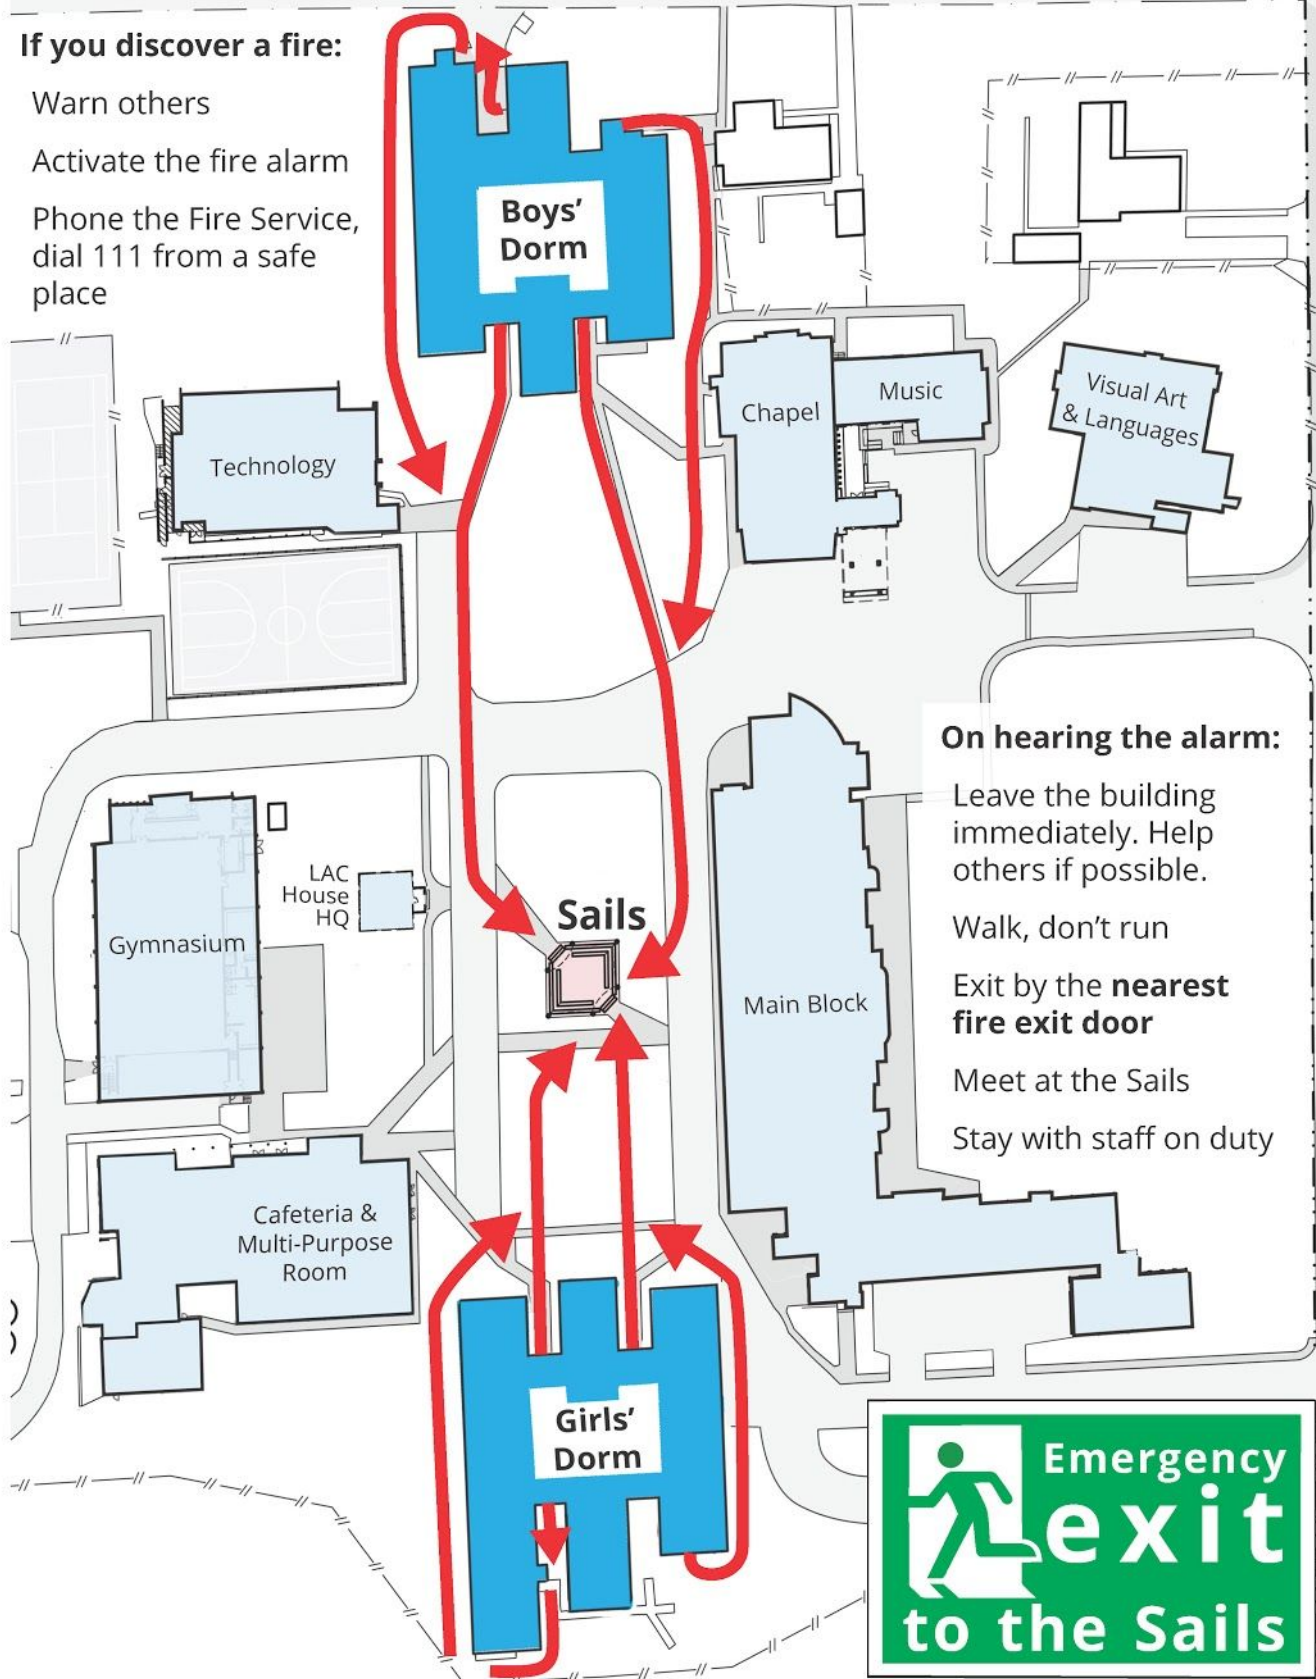 If you discover a fire:
Warn others
Activate the fire alarm
Phone the Fire Service,
dial 111 from a safe
place
Boys’
Dorm
Technology
Chapel
Music
Visual Art
& Languages
On hearing the alarm:
Leave the building
immediately. Help
others if possible.
Walk, don’t run
Exit by the nearest
fire exit door
Meet at the Sails
Stay with staff on duty
LAC
House
HQ
Gymnasium
Sails
Main Block
Cafeteria &
Multi-Purpose
Room
Girls’
Dorm
Emergency
exit
to the Sails